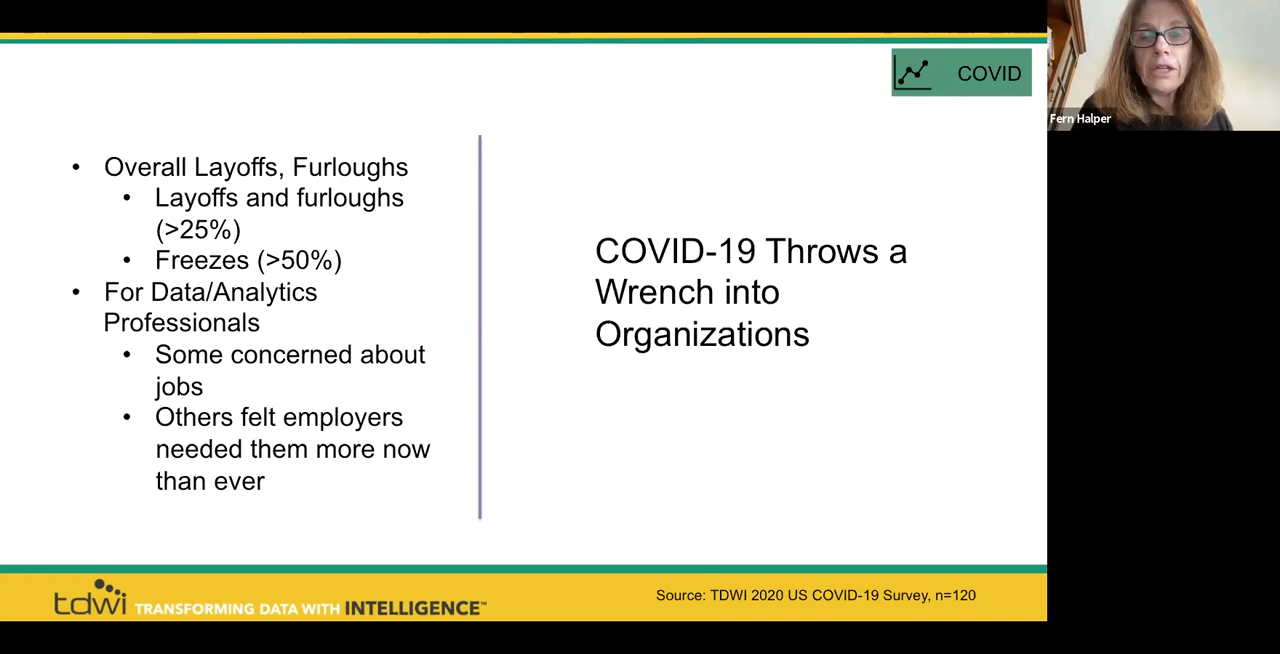 COVID
Fern Halper
• Overall Layoffs, Furloughs
• Layoffs and furloughs
(>25%)
• Freezes (>50%)
• For Data/Analytics
Professionals
• Some concerned about
jobs
• Others felt employers
needed them more now
than ever
COVID-19 Throws a
Wrench into
Organizations
tdwi TRANSFORMING DATA WITH INTELLIGENCE™
Source: TDWI 2020 US COVID-19 Survey, n=120